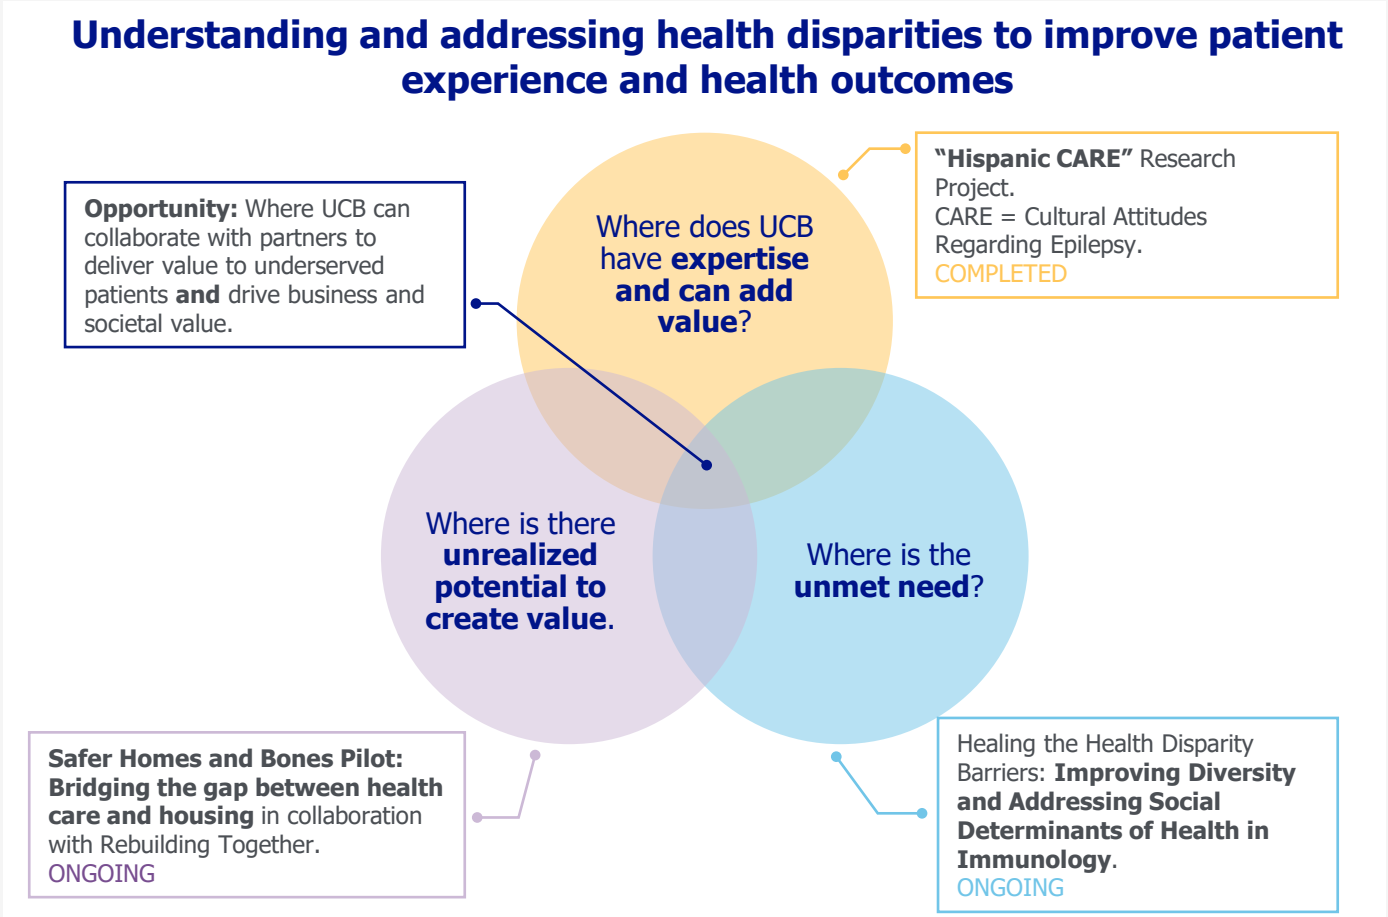 Understanding and addressing health disparities to improve patient
experience and health outcomes
Opportunity: Where UCB can
collaborate with partners to
deliver value to underserved
patients and drive business and
societal value.
Where does UCB
have expertise
and can add
value?
“Hispanic CARE” Research
Project.
CARE = Cultural Attitudes
Regarding Epilepsy.
COMPLETED
Where is there
unrealized
potential to
create value.
Where is the
unmet need?
Safer Homes and Bones Pilot:
Bridging the gap between health
care and housing in collaboration
with Rebuilding Together.
ONGOING
Healing the Health Disparity
Barriers: Improving Diversity
and Addressing Social
Determinants of Health in
Immunology.
ONGOING